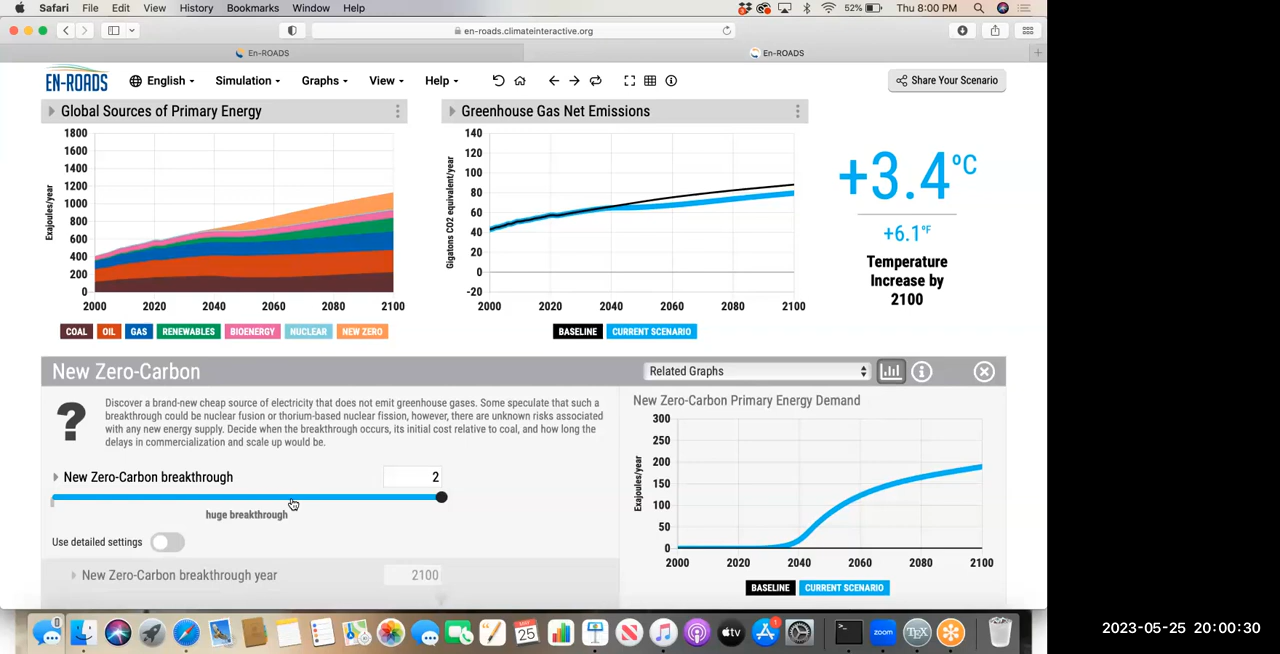 Safari File Edit View History Bookmarks Window Help 52% Thu 8:00 PM
en-roads.climateinteractive.org
En-ROADS En-ROADS
EN-ROADS English Simulation Graphs View Help Share Your Scenario
Global Sources of Primary Energy
Exajoules/year
1800
1600
1400
1200
1000
800
600
400
200
0
2000 2020 2040 2060 2080 2100
COAL OIL GAS RENEWABLES BIOENERGY NUCLEAR NEW ZERO
Greenhouse Gas Net Emissions
Gigatons CO2 equivalent/year
140
120
100
80
60
40
20
0
-20
2000 2020 2040 2060 2080 2100
BASELINE CURRENT SCENARIO
+3.4ºC
+6.1°F
Temperature
Increase by
2100
New Zero-Carbon
Related Graphs
?
Discover a brand-new cheap source of electricity that does not emit greenhouse gases. Some speculate that such a
breakthrough could be nuclear fusion or thorium-based nuclear fission, however, there are unknown risks associated
with any new energy supply. Decide when the breakthrough occurs, its initial cost relative to coal, and how long the
delays in commercialization and scale up would be.
New Zero-Carbon breakthrough 2
huge breakthrough
Use detailed settings
New Zero-Carbon breakthrough year 2100
New Zero-Carbon Primary Energy Demand
Exajoules/year
300
250
200
150
100
50
0
2000 2020 2040 2060 2080 2100
BASELINE CURRENT SCENARIO
MAY
25
tv
zoom
TEX
2023-05-25 20:00:30